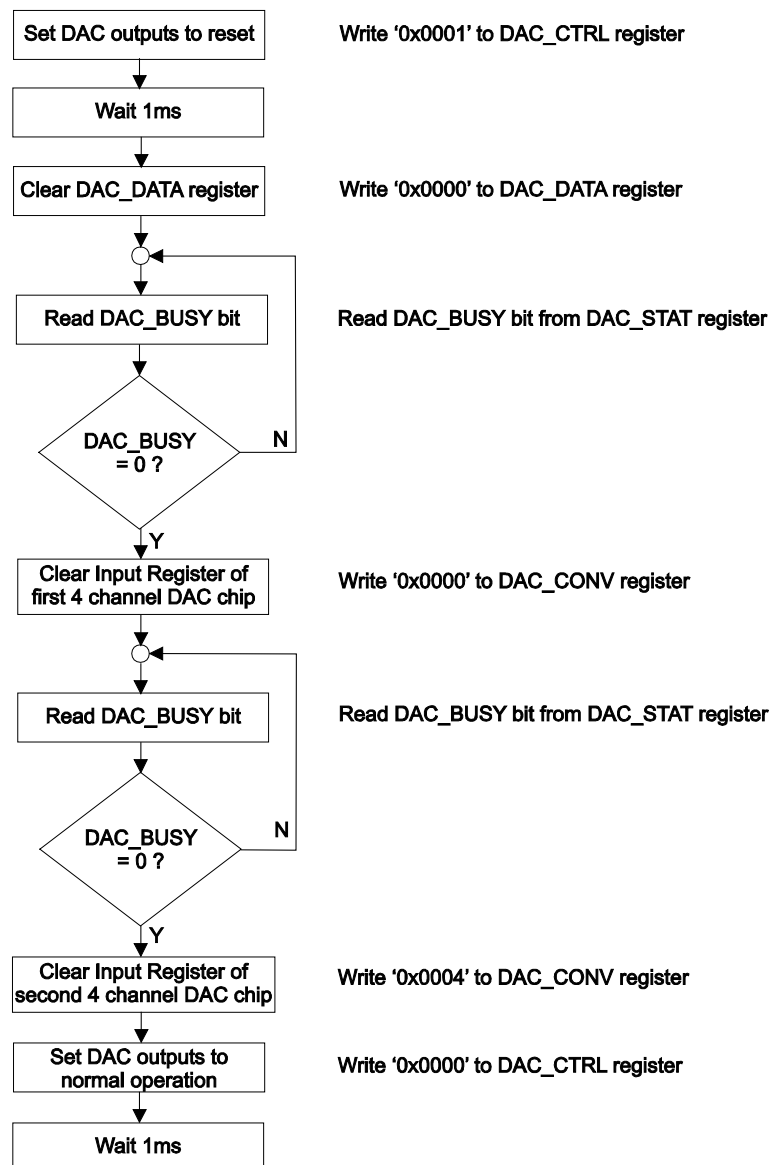 Set DAC outputs to reset
Write ‘0x0001’ to DAC_CTRL register
Wait 1ms
Clear DAC_DATA register
Write ‘0x0000’ to DAC_DATA register
Read DAC_BUSY bit
Read DAC_BUSY bit from DAC_STAT register
DAC_BUSY
= 0 ?
N
Y
Clear Input Register of
first 4 channel DAC chip
Write ‘0x0000’ to DAC_CONV register
Read DAC_BUSY bit
Read DAC_BUSY bit from DAC_STAT register
DAC_BUSY
= 0 ?
N
Y
Clear Input Register of
second 4 channel DAC chip
Write ‘0x0004’ to DAC_CONV register
Set DAC outputs to
normal operation
Write ‘0x0000’ to DAC_CTRL register
Wait 1ms